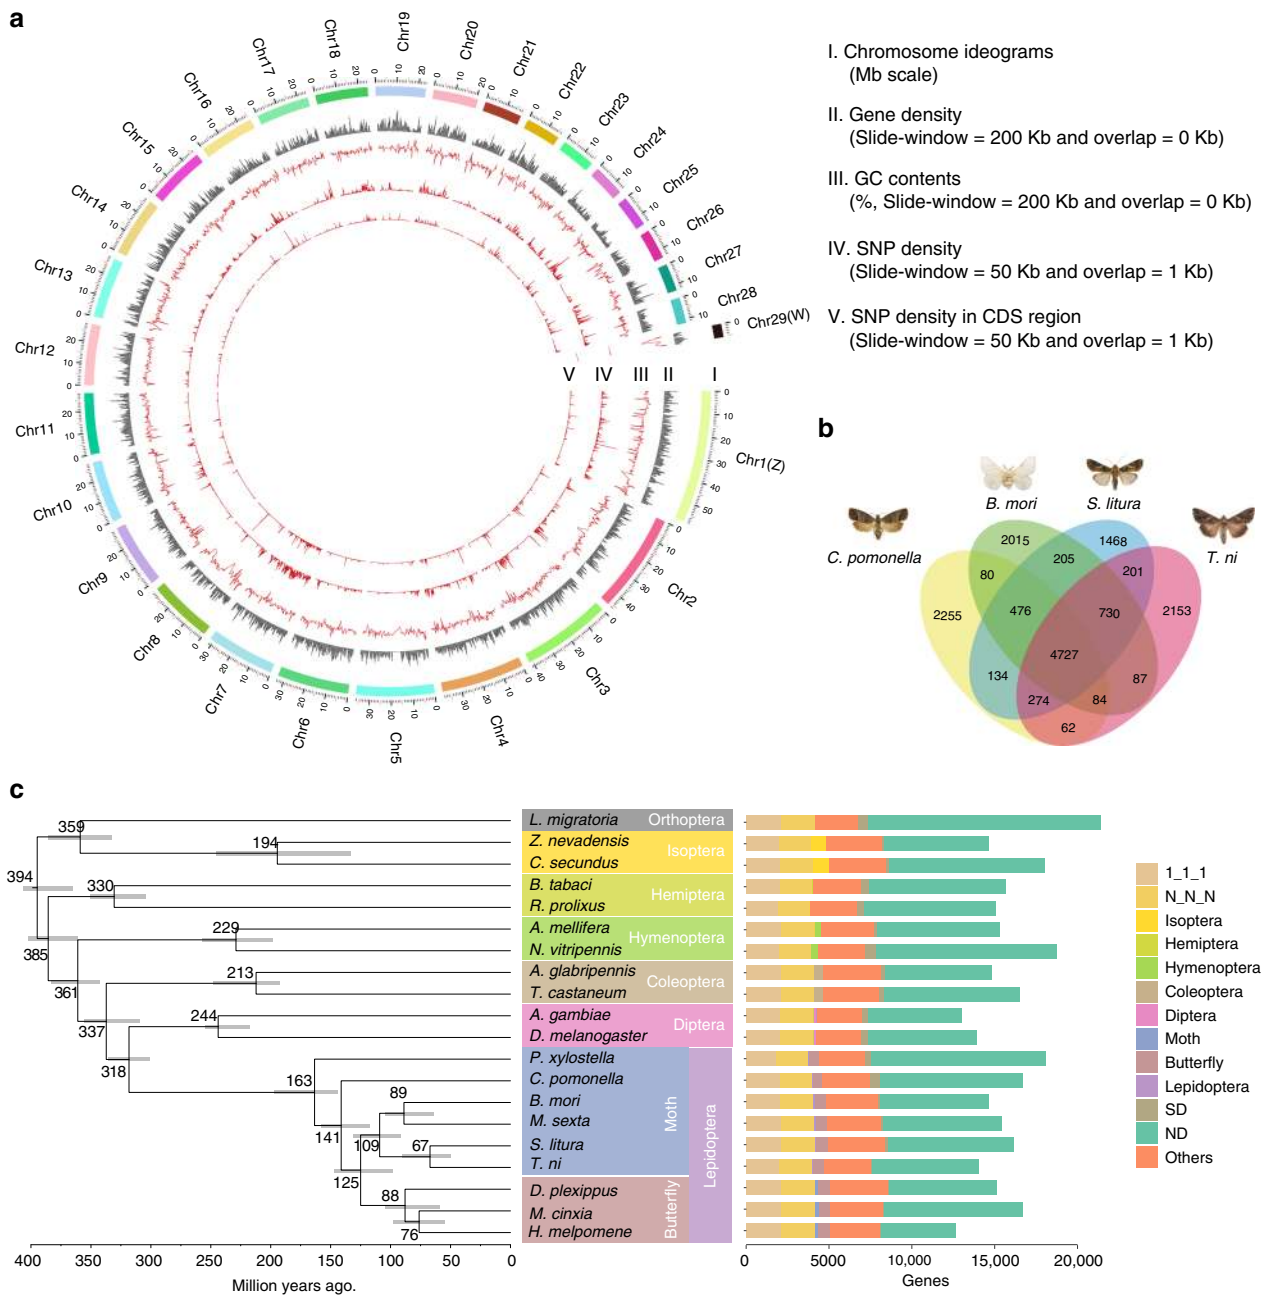 a
Chr1(Z)
Chr2
Chr3
Chr4
Chr5
Chr6
Chr7
Chr8
Chr9
Chr10
Chr11
Chr12
Chr13
Chr14
Chr15
Chr16
Chr17
Chr18
Chr19
Chr20
Chr21
Chr22
Chr23
Chr24
Chr25
Chr26
Chr27
Chr28
Chr29(W)
V IV III II I
I. Chromosome ideograms
(Mb scale)
II. Gene density
(Slide-window = 200 Kb and overlap = 0 Kb)
III. GC contents
(%, Slide-window = 200 Kb and overlap = 0 Kb)
IV. SNP density
(Slide-window = 50 Kb and overlap = 1 Kb)
V. SNP density in CDS region
(Slide-window = 50 Kb and overlap = 1 Kb)
b
B. mori S. litura
C. pomonella T. ni
2015 205 1468
80 201
2255 476 730 2153
4727
134 87
274 84
62
c
359
194
394
330
229
385
213
361
244
337
318
163
89
141
109
67
125
88
76
L. migratoria Orthoptera
Z. nevadensis
Isoptera
C. secundus
B. tabaci
Hemiptera
R. prolixus
A. mellifera
Hymenoptera
N. vitripennis
A. glabripennis
Coleoptera
T. castaneum
A. gambiae
Diptera
D. melanogaster
P. xylostella
C. pomonella
B. mori
M. sexta
S. litura
T. ni
Moth
D. plexippus
M. cinxia
H. melpomene
Butterfly
Lepidoptera
400 350 300 250 200 150 100 50 0
Million years ago.
0 5000 10,000 15,000 20,000
Genes
1_1_1
N_N_N
Isoptera
Hemiptera
Hymenoptera
Coleoptera
Diptera
Moth
Butterfly
Lepidoptera
SD
ND
Others